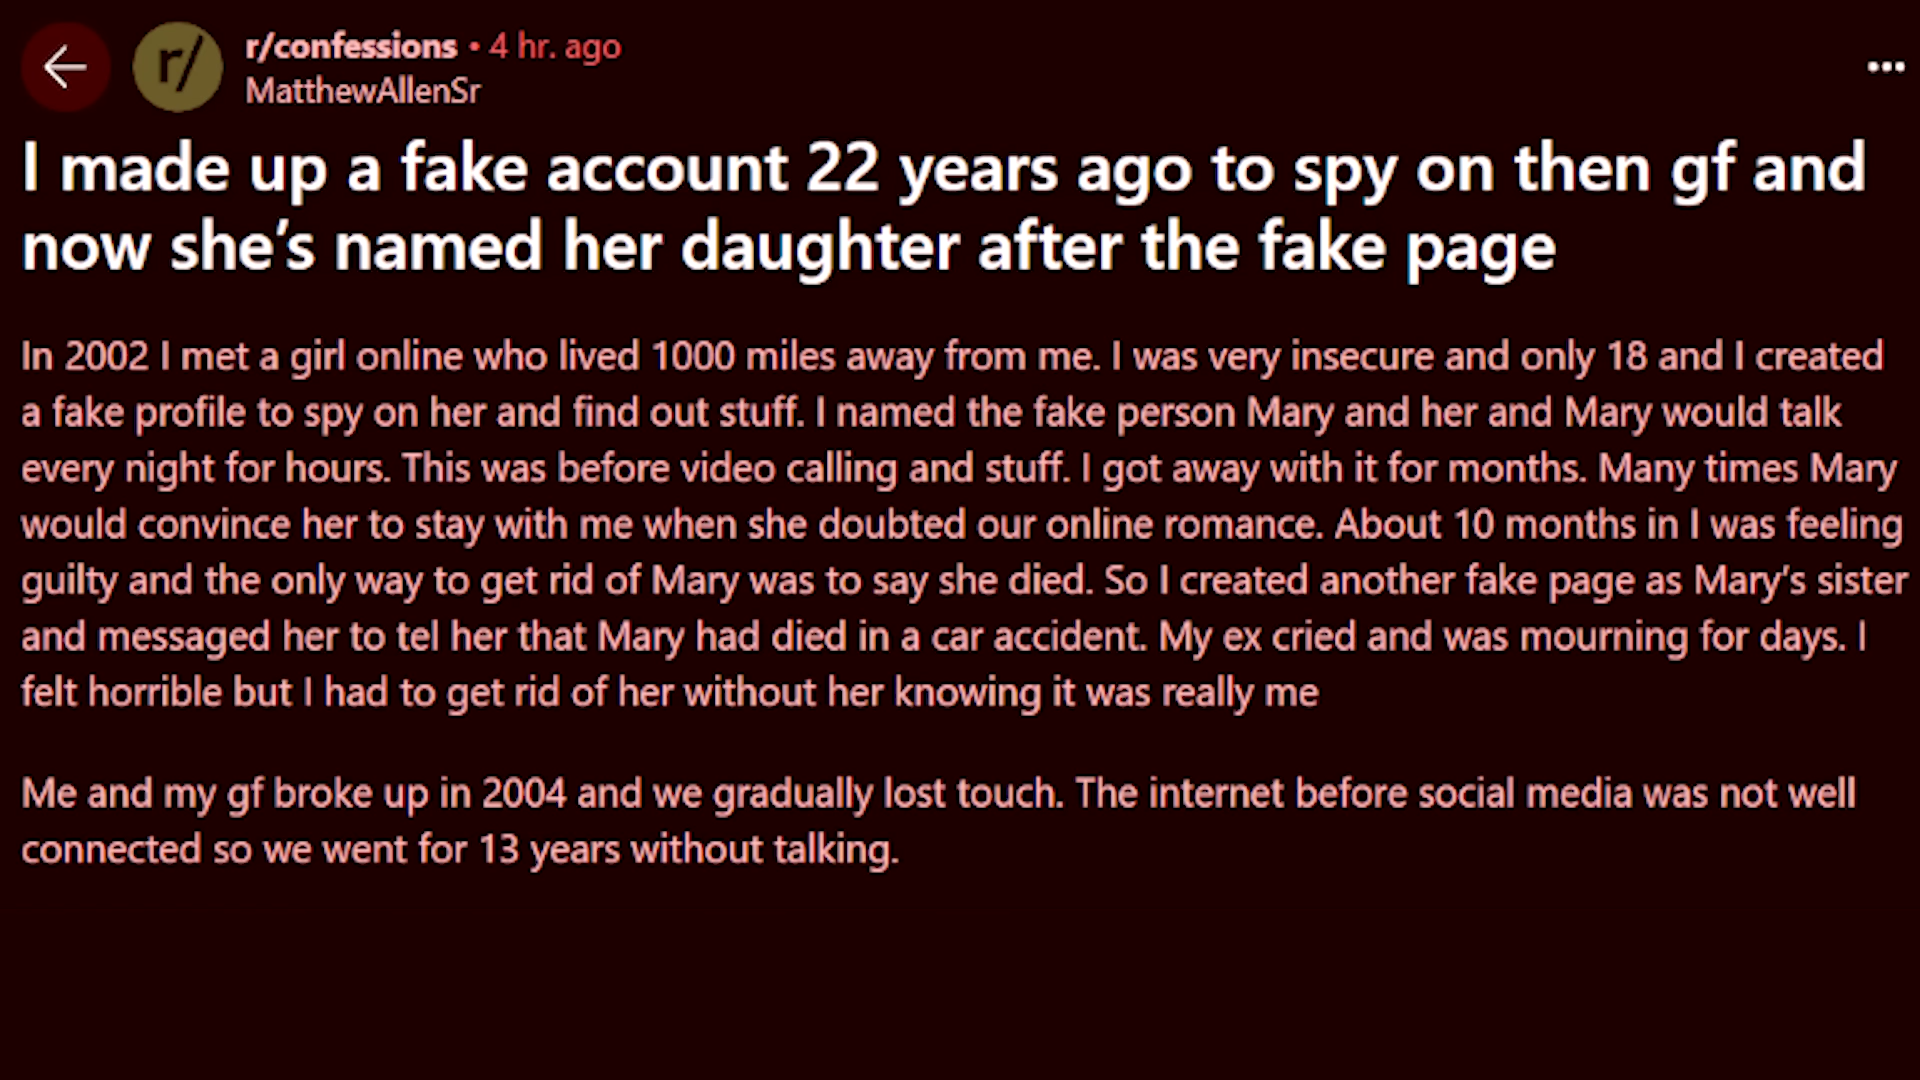 r/
r/confessions • 4 hr. ago
MatthewAllenSr
I made up a fake account 22 years ago to spy on then gf and
now she’s named her daughter after the fake page
In 2002 I met a girl online who lived 1000 miles away from me. I was very insecure and only 18 and I created
a fake profile to spy on her and find out stuff. I named the fake person Mary and her and Mary would talk
every night for hours. This was before video calling and stuff. I got away with it for months. Many times Mary
would convince her to stay with me when she doubted our online romance. About 10 months in I was feeling
guilty and the only way to get rid of Mary was to say she died. So I created another fake page as Mary’s sister
and messaged her to tel her that Mary had died in a car accident. My ex cried and was mourning for days. I
felt horrible but I had to get rid of her without her knowing it was really me
Me and my gf broke up in 2004 and we gradually lost touch. The internet before social media was not well
connected so we went for 13 years without talking.